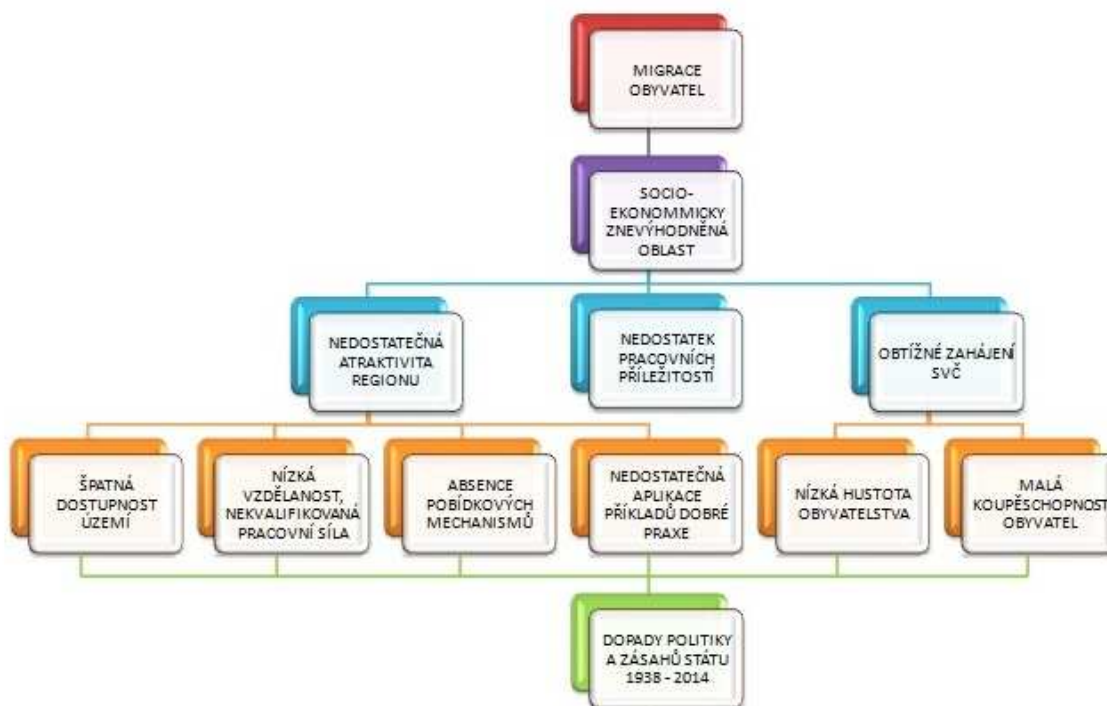 MIGRACE
OBYVATEL
SOCIO-
EKONOMMICKY
ZNEVÝHODNĚNÁ
OBLAST
NEDOSTATEČNÁ
ATRAKTIVITA
REGIONU
NEDOSTATEK
PRACOVNÍCH
PŘÍLEŽITOSTÍ
OBTÍŽNÉ ZAHÁJENÍ
SVČ
ŠPATNÁ
DOSTUPNOST
ÚZEMÍ
NÍZKÁ
VZDĚLANOST,
NEKVALIFIKOVANÁ
PRACOVNÍ SÍLA
ABSENCE
POBÍDKOVÝCH
MECHANISMŮ
NEDOSTATEČNÁ
APLIKACE
PŘÍKLADŮ DOBRÉ
PRAXE
NÍZKÁ HUSTOTA
OBYVATELSTVA
MALÁ
KOUPĚSCHOPNOST
OBYVATEL
DOPADY POLITIKY
A ZÁSAHŮ STÁTU
1938 - 2014